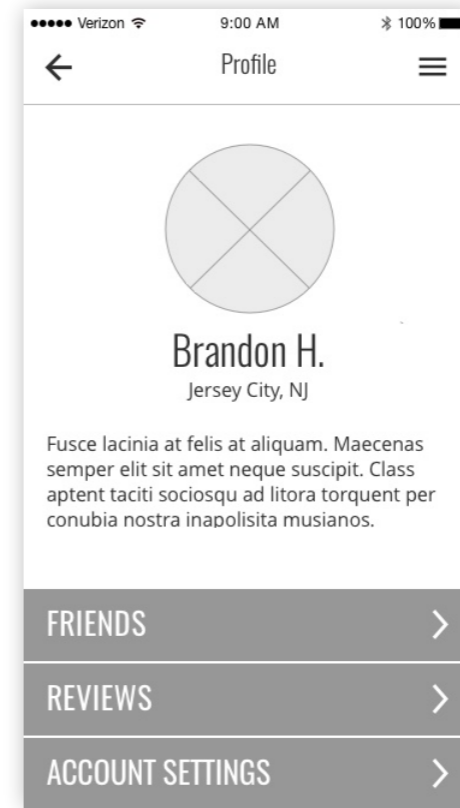 Verizon 9:00 AM 100%
Profile
Brandon H.
Jersey City, NJ
Fusce lacinia at felis at aliquam. Maecenas
semper elit sit amet neque suscipit. Class
aptent taciti sociosqu ad litora torquent per
conubia nostra inapolisita musianos.
FRIENDS
REVIEWS
ACCOUNT SETTINGS